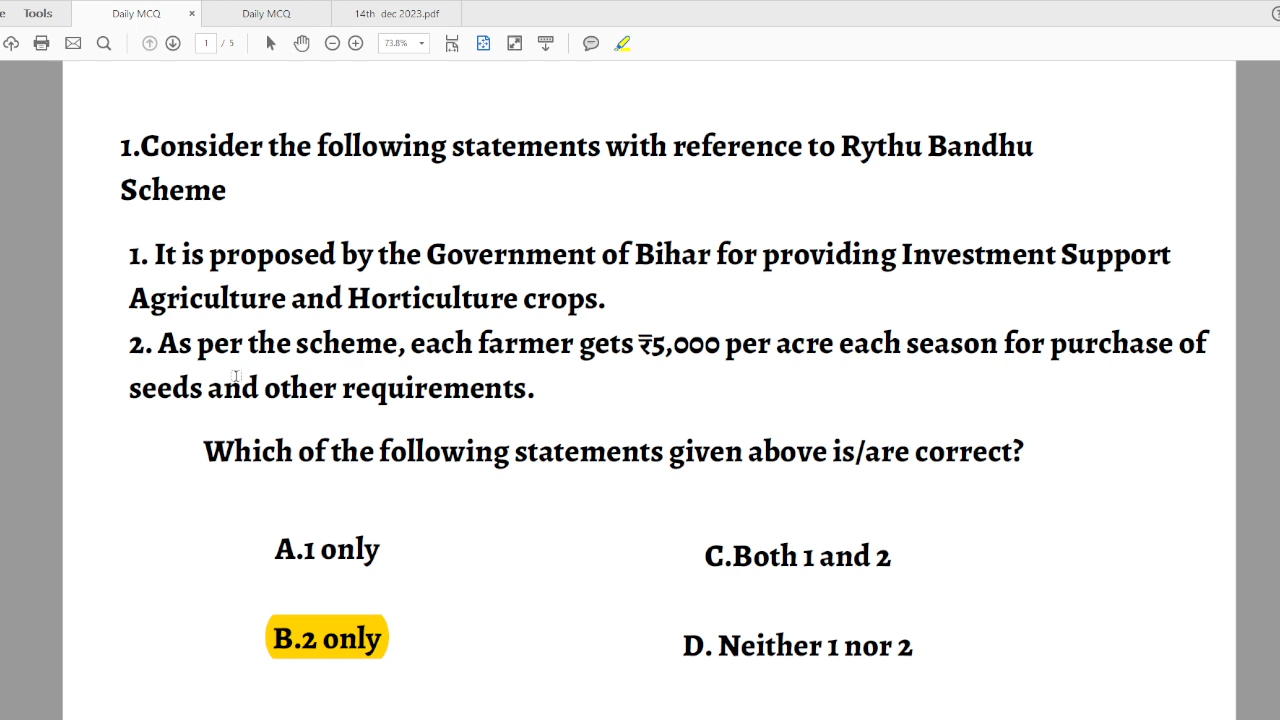 e Tools Daily MCQ × Daily MCQ 14th dec 2023.pdf
1 / 5 73.8%
1.Consider the following statements with reference to Rythu Bandhu
Scheme
1. It is proposed by the Government of Bihar for providing Investment Support
Agriculture and Horticulture crops.
2. As per the scheme, each farmer gets ₹5,000 per acre each season for purchase of
seeds and other requirements.
Which of the following statements given above is/are correct?
A.1 only
C.Both 1 and 2
B.2 only
D. Neither 1 nor 2